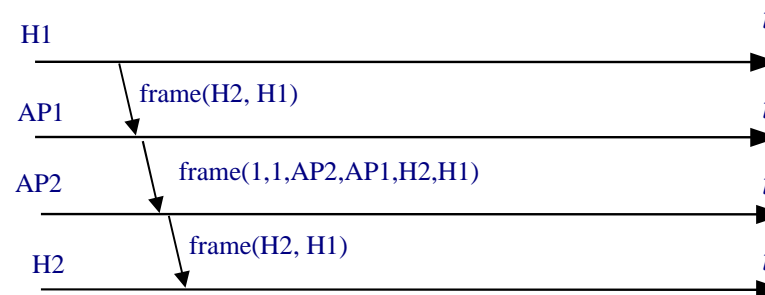 H1
frame(H2, H1)
AP1
frame(1,1,AP2,AP1,H2,H1)
AP2
frame(H2, H1)
H2